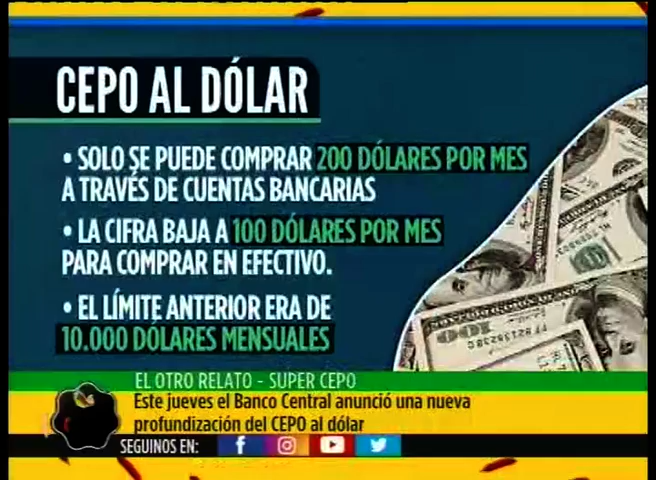 CEPO AL DÓLAR
• SOLO SE PUEDE COMPRAR 200 DÓLARES POR MES
A TRAVÉS DE CUENTAS BANCARIAS
• LA CIFRA BAJA A 100 DÓLARES POR MES
PARA COMPRAR EN EFECTIVO.
• EL LÍMITE ANTERIOR ERA DE
10.000 DÓLARES MENSUALES
100
EL OTRO RELATO - SUPER CEPO
Este jueves el Banco Central anunció una nueva
profundización del CEPO al dólar
SEGUINOS EN: